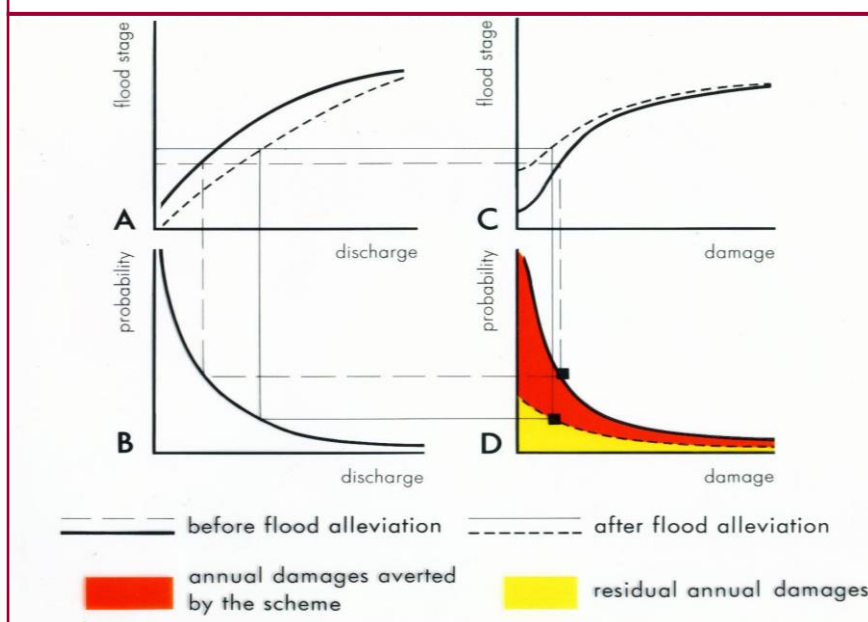 flood stage
A
discharge
flood stage
C
damage
probability
B
discharge
probability
D
damage
before flood alleviation
after flood alleviation
annual damages averted
by the scheme
residual annual damages